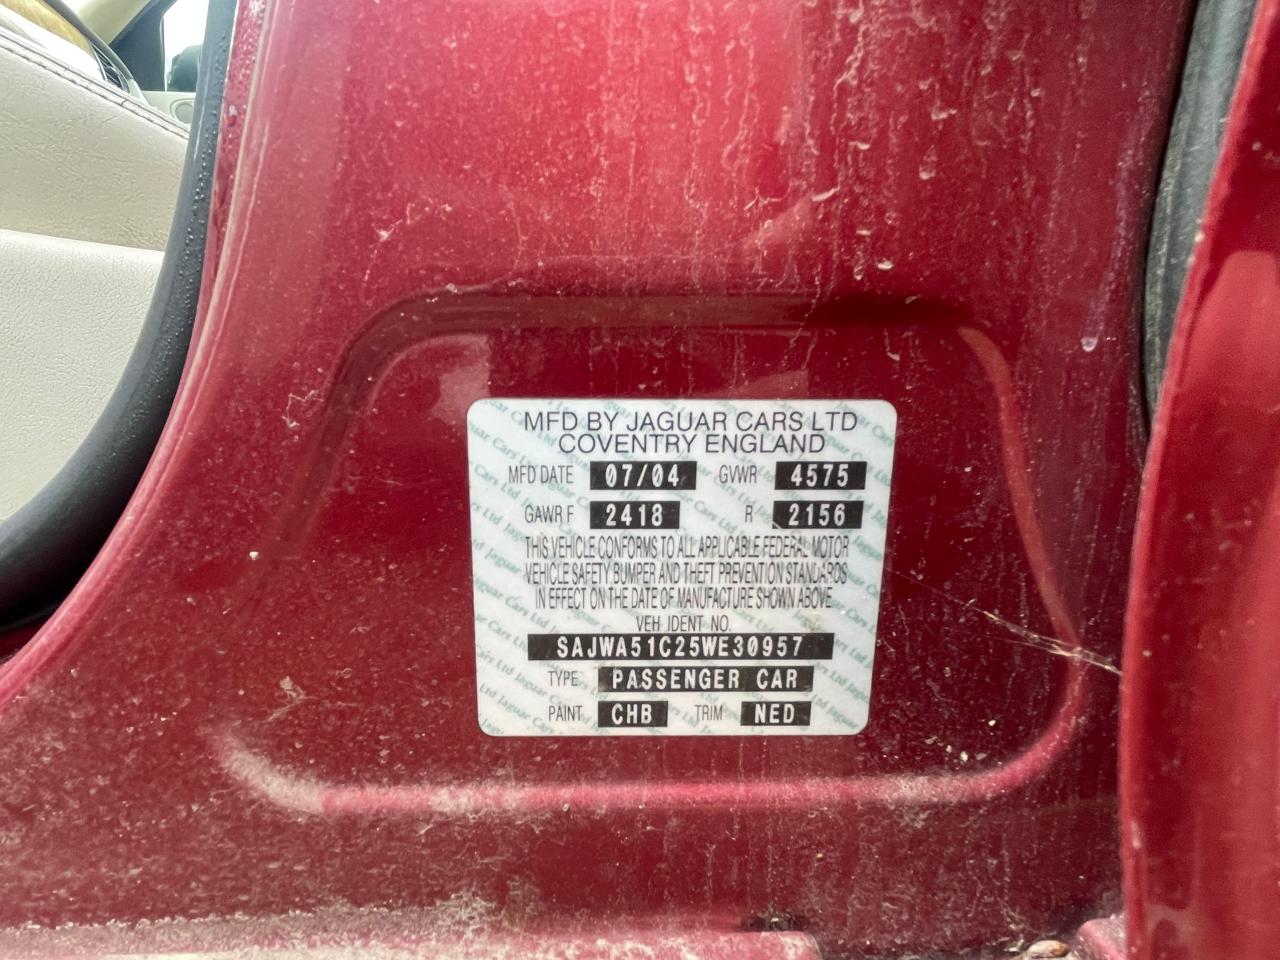 MFD BY JAGUAR CARS LTD
COVENTRY ENGLAND
MFD DATE 07/04 GVWR 4575
GAWR F 2418 R 2156
THIS VEHICLE CONFORMS TO ALL APPLICABLE FEDERAL MOTOR
VEHICLE SAFETY, BUMPER AND THEFT PREVENTION STANDARDS
IN EFFECT ON THE DATE OF MANUFACTURE SHOWN ABOVE
VEH IDENT NO.
SAJWA51C25WE30957
TYPE PASSENGER CAR
PAINT CHB TRIM NED